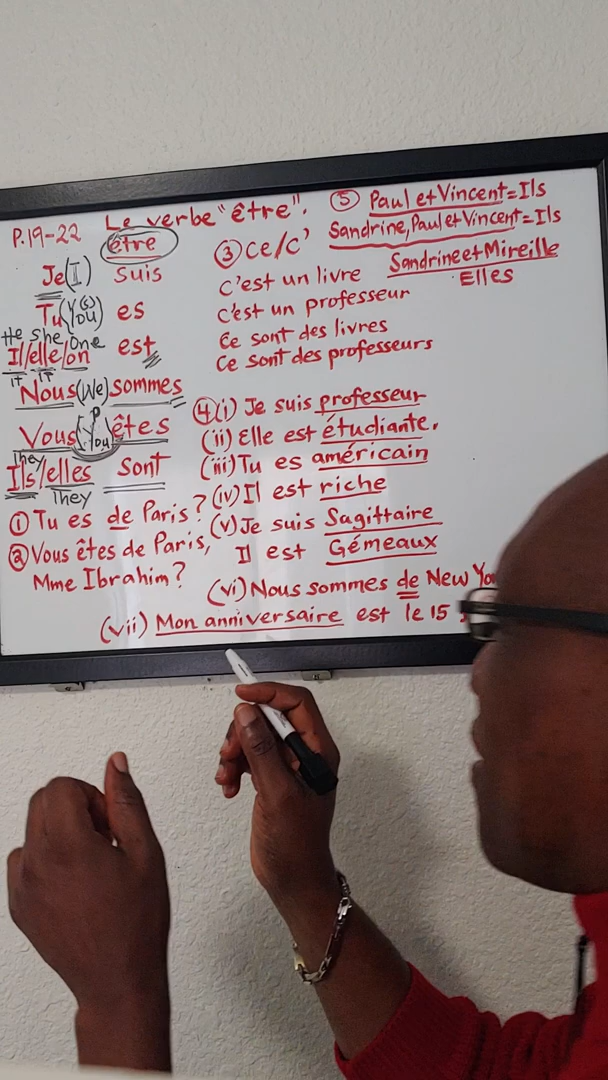 P.19-22 Le verbe "être".
être
Je (I) suis
Tu (You) (s) es
He she one
Il/elle/on est
it it
Nous (We) sommes
Vous (You) P êtes
They
Ils/elles sont
They
① Tu es de Paris?
② Vous êtes de Paris,
Mme Ibrahim?
③ Ce/C'
C'est un livre
C'est un professeur
Ce sont des livres
Ce sont des professeurs
④ (i) Je suis professeur
(ii) Elle est étudiante.
(iii) Tu es américain
(iv) Il est riche
(v) Je suis Sagittaire
Il est Gémeaux
(vi) Nous sommes de New
(vii) Mon anniversaire est le 15
⑤ Paul et Vincent = Ils
Sandrine, Paul et Vincent = Ils
Sandrine et Mireille
Elles